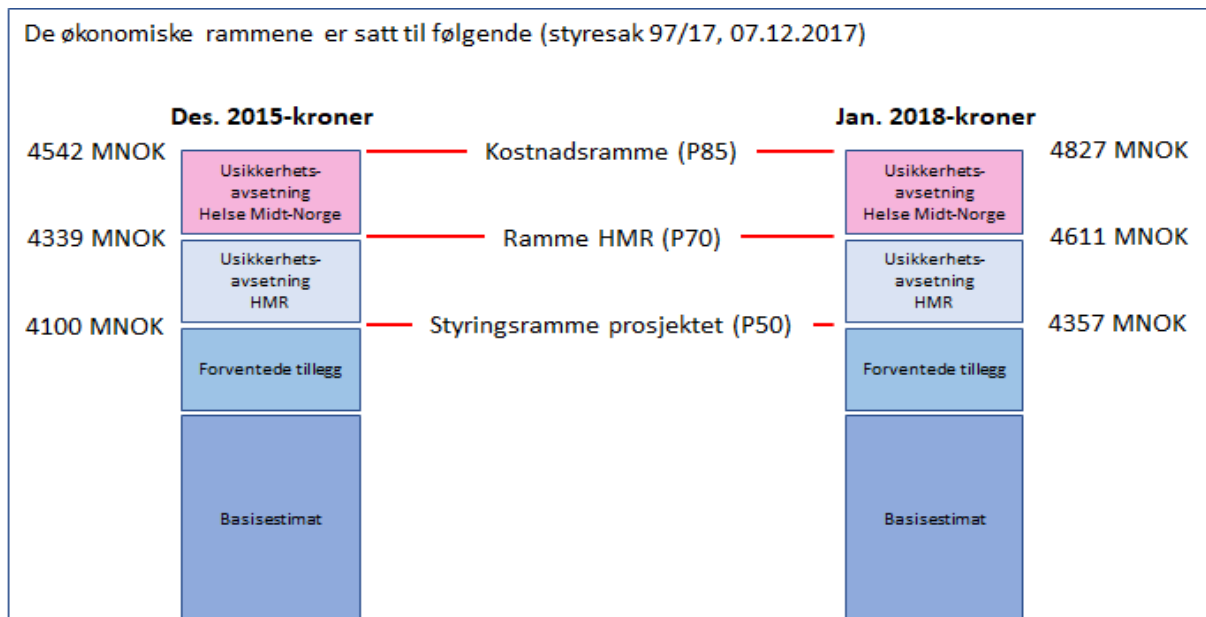 De økonomiske rammene er satt til følgende (styresak 97/17, 07.12.2017)
Des. 2015-kroner
Jan. 2018-kroner
4542 MNOK
Kostnadsramme (P85)
4827 MNOK
Usikkerhets-
avsetning
Helse Midt-Norge
Usikkerhets-
avsetning
Helse Midt-Norge
4339 MNOK
Ramme HMR (P70)
4611 MNOK
Usikkerhets-
avsetning
HMR
Usikkerhets-
avsetning
HMR
4100 MNOK
Styringsramme prosjektet (P50)
4357 MNOK
Forventede tillegg
Forventede tillegg
Basisestimat
Basisestimat